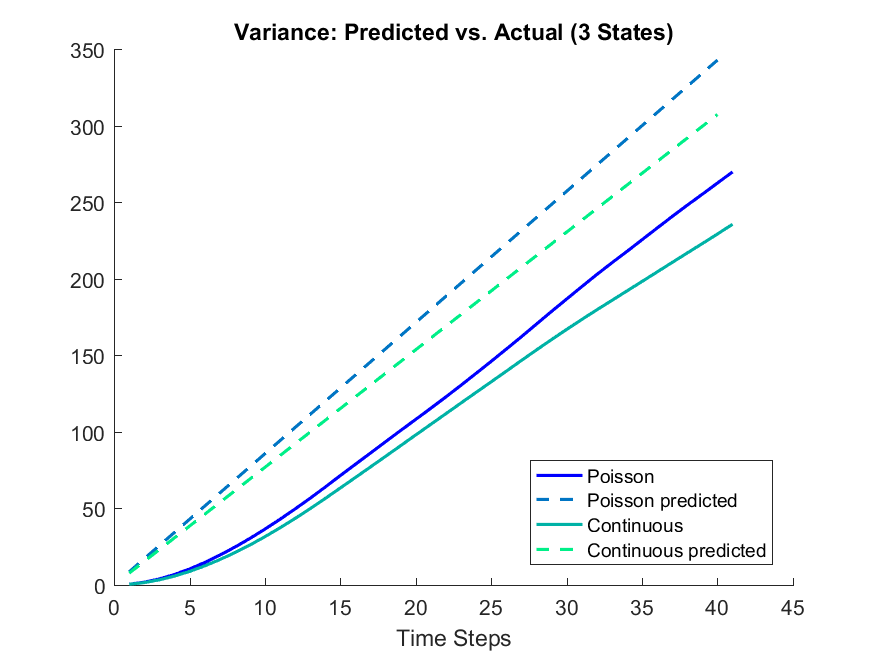 Variance: Predicted vs. Actual (3 States)
350
300
250
200
150
100
50
0
Poisson
Poisson predicted
Continuous
Continuous predicted
0 5 10 15 20 25 30 35 40 45
Time Steps